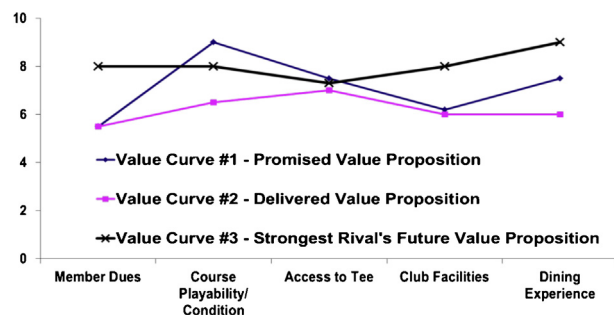 10
8
6
4
2
0
Value Curve #1 - Promised Value Proposition
Value Curve #2 - Delivered Value Proposition
Value Curve #3 - Strongest Rival's Future Value Proposition
Member Dues
Course
Playability/
Condition
Access to Tee
Club Facilities
Dining
Experience